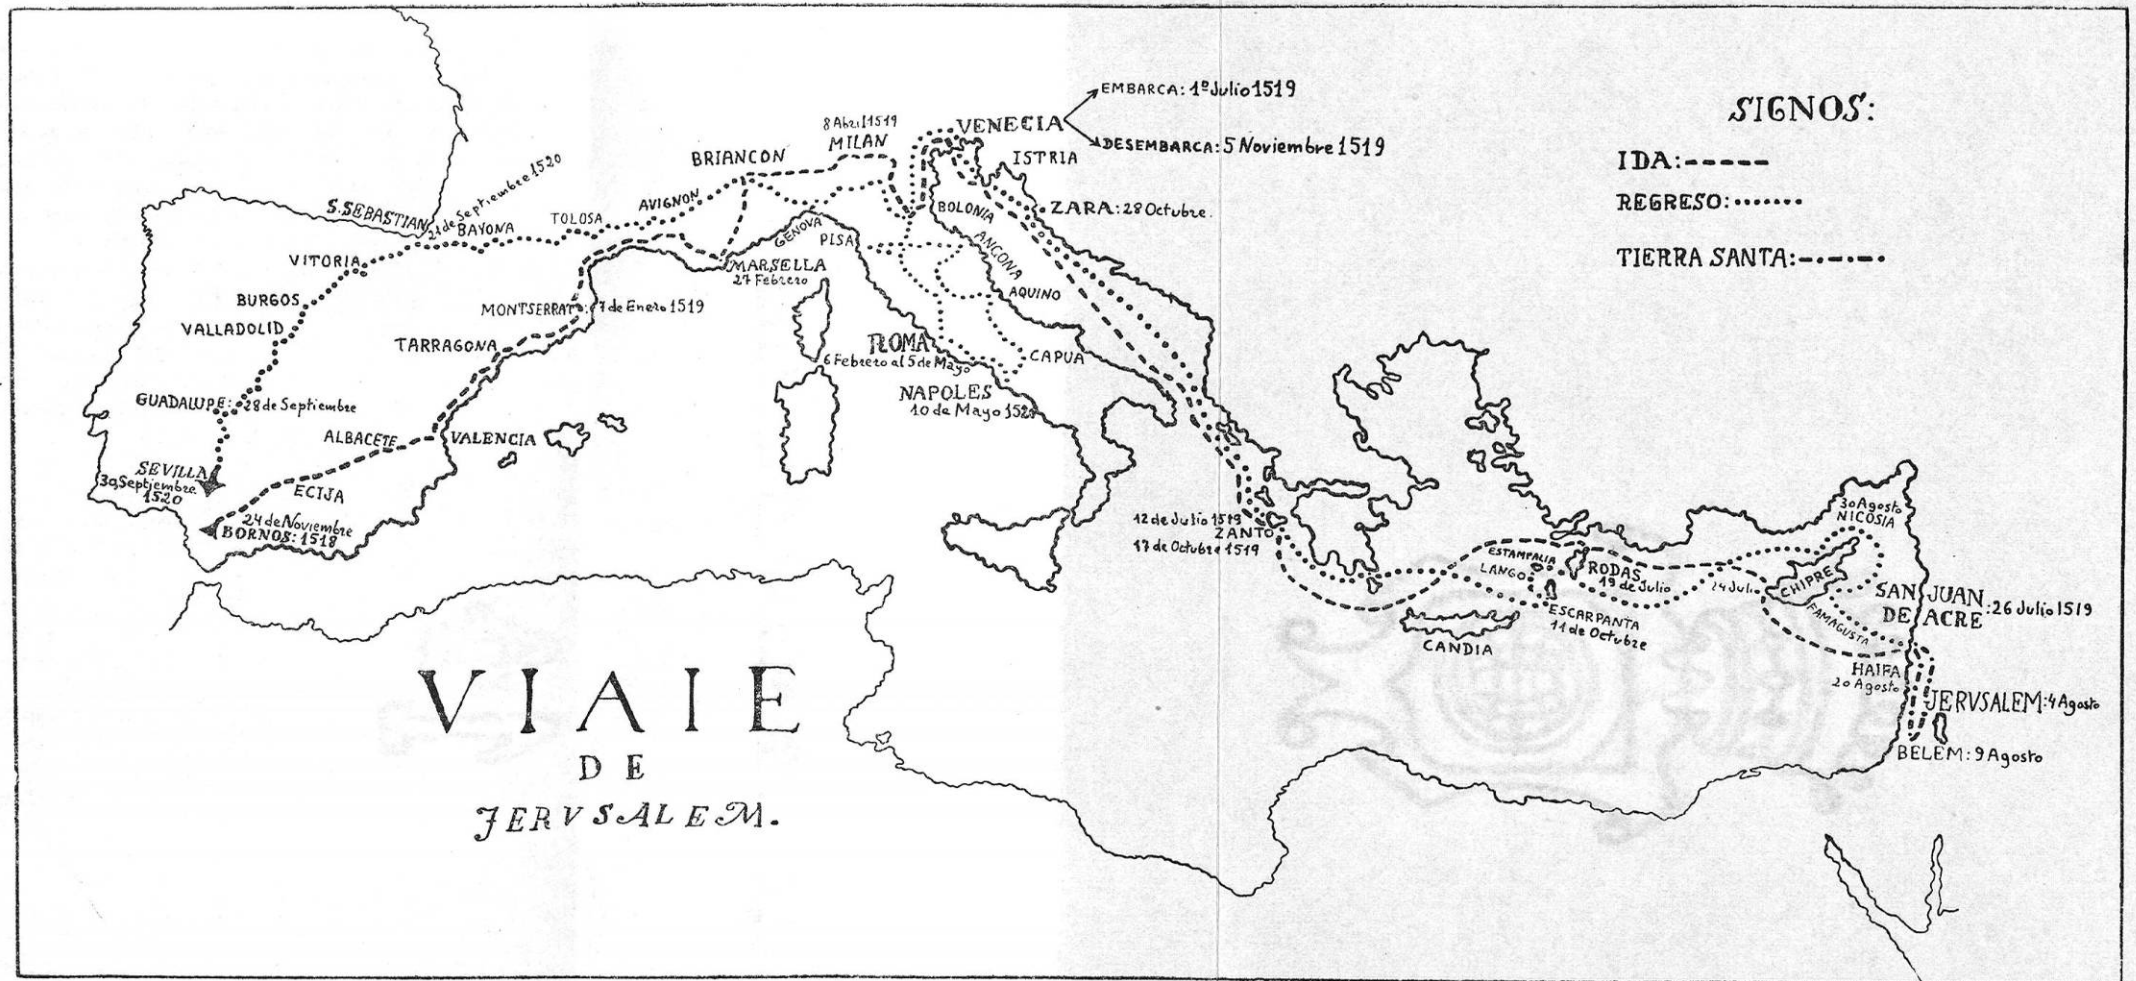 EMBARCA: 1º Julio 1519
VENECIA
DESEMBARCA: 5 Noviembre 1519
SIGNOS:
IDA:
REGRESO:
TIERRA SANTA:
8 Abril 1519
MILAN
BRIANCON
ISTRIA
AVIGNON
TOLOSA
21 de Septiembre 1520
S. SEBASTIAN
BAYONA
VITORIA
BURGOS
VALLADOLID
GUADALUPE: 28 de Septiembre
SEVILLA
30, Septiembre
1520
ECIJA
24 de Noviembre
BORNOS: 1518
ALBACETE
VALENCIA
TARRAGONA
MONTSERRAT: 7 de Enero 1519
MARSELLA
27 Febrero
GENOVA
PISA
BOLONIA
ZARA: 28 Octubre.
ANCONA
AQUINO
ROMA
6 Febrero al 5 de Mayo
CAPUA
NAPOLES
10 de Mayo 1520
12 de Julio 1519
ZANTO
17 de Octubre 1519
ESTAMPALIA
LANGO
RODAS
19 de Julio
ESCARPANTA
11 de Octubre
CANDIA
24 Juli
30 Agosto
NICOSIA
CHIPRE
FAMAGUSTA
SAN JUAN
DE ACRE: 26 Julio 1519
HAIFA
20 Agosto
JERVSALEM: 4 Agosto
BELEM: 9 Agosto
VIAIE
DE
JERVSALEM.